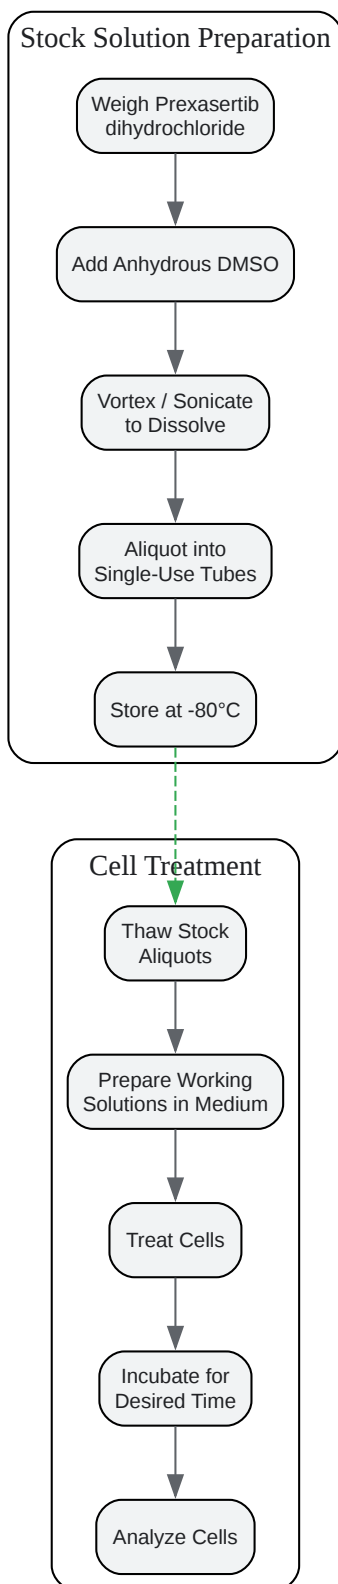 Stock Solution Preparation
Weigh Prexasertib
dihydrochloride
Add Anhydrous DMSO
Vortex / Sonicate
to Dissolve
Aliquot into
Single-Use Tubes
Store at -80°C
Cell Treatment
Thaw Stock
Aliquots
Prepare Working
Solutions in Medium
Treat Cells
Incubate for
Desired Time
Analyze Cells